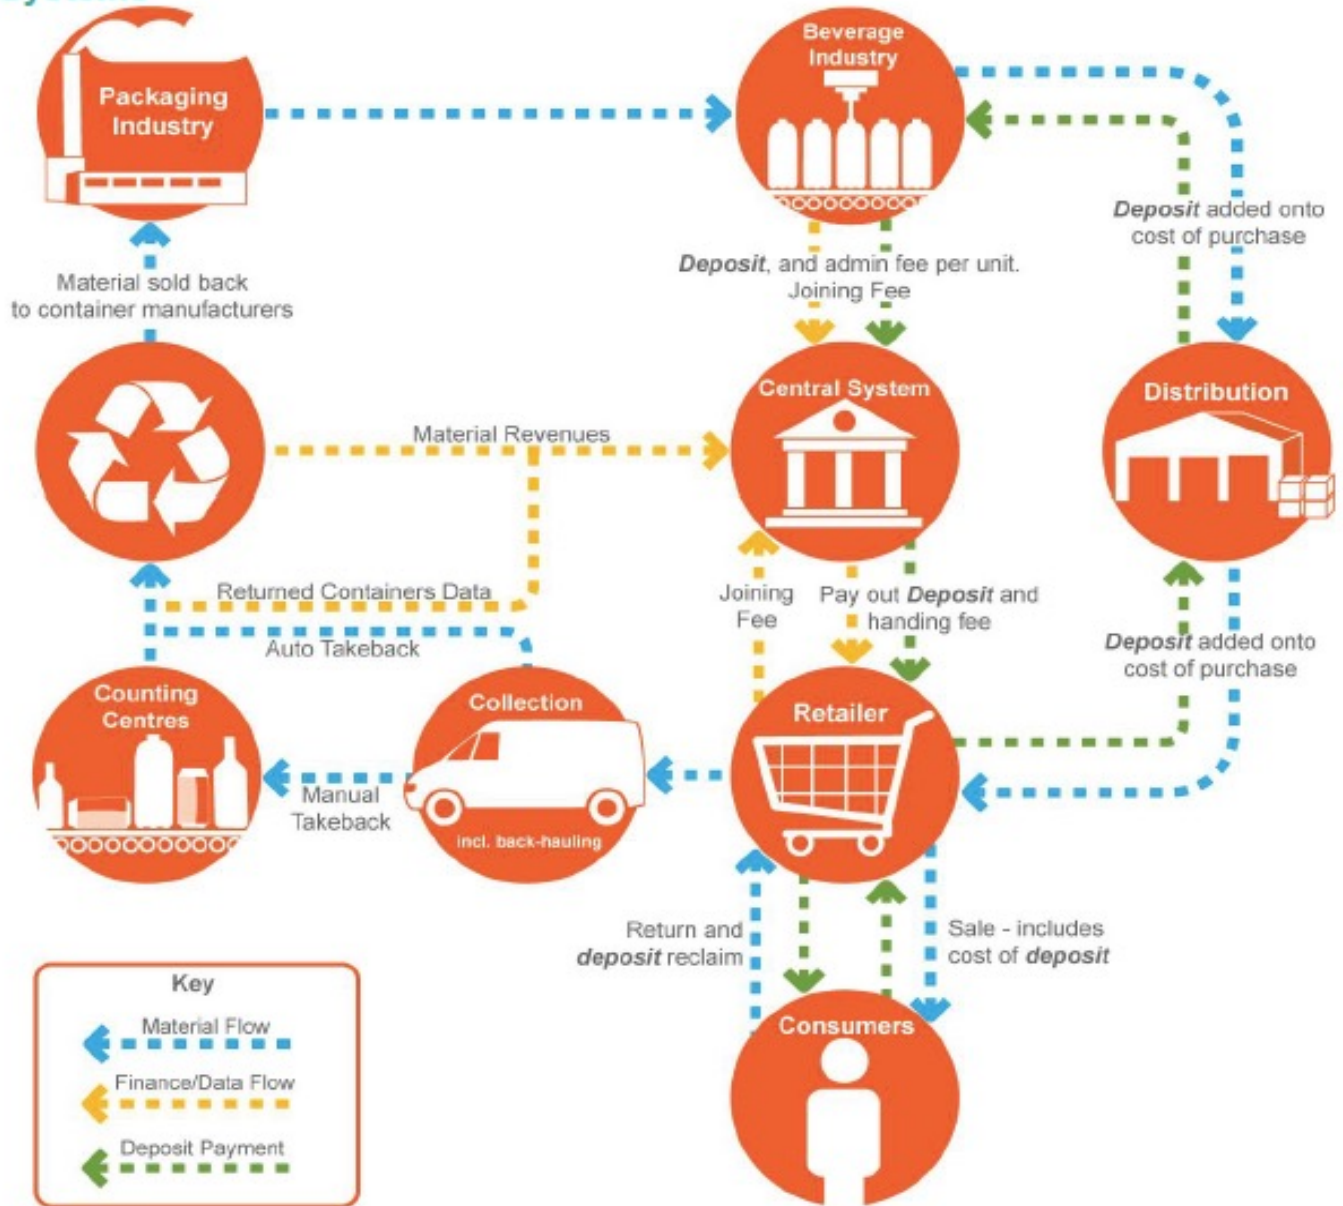 Packaging
Industry
Beverage
Industry
Deposit added onto
cost of purchase
Deposit, and admin fee per unit.
Joining Fee
Material sold back
to container manufacturers
Central System
Distribution
Material Revenues
Returned Containers Data
Auto Takeback
Joining
Fee
Pay out Deposit and
handing fee
Deposit added onto
cost of purchase
Counting
Centres
Collection
incl. back-hauling
Manual
Takeback
Retailer
Return and
deposit reclaim
Sale - includes
cost of deposit
Consumers
Key
Material Flow
Finance/Data Flow
Deposit Payment